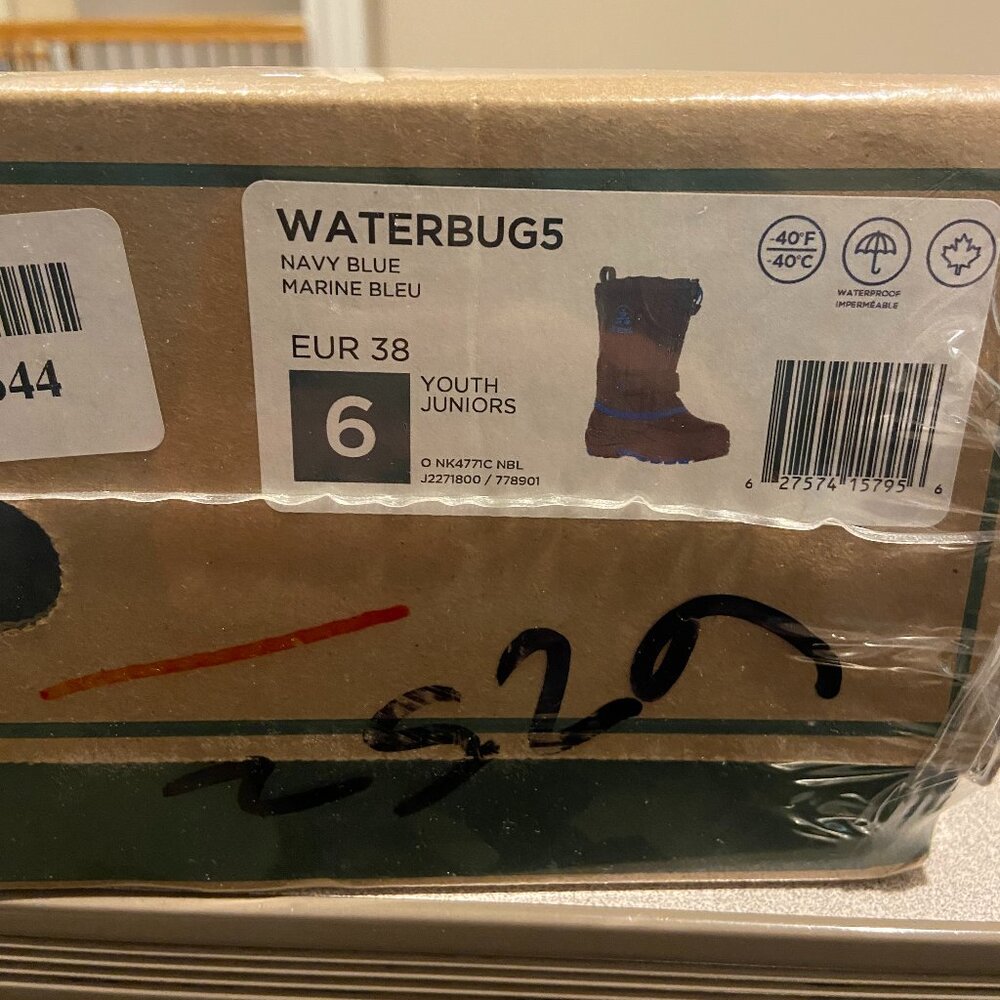 WATERBUG5
NAVY BLUE
MARINE BLEU
EUR 38
6
YOUTH
JUNIORS
O NK4771C NBL
J2271800 / 778901
-40°F
-40°C
WATERPROOF
IMPERMÉABLE
6 27574 15795 6
44